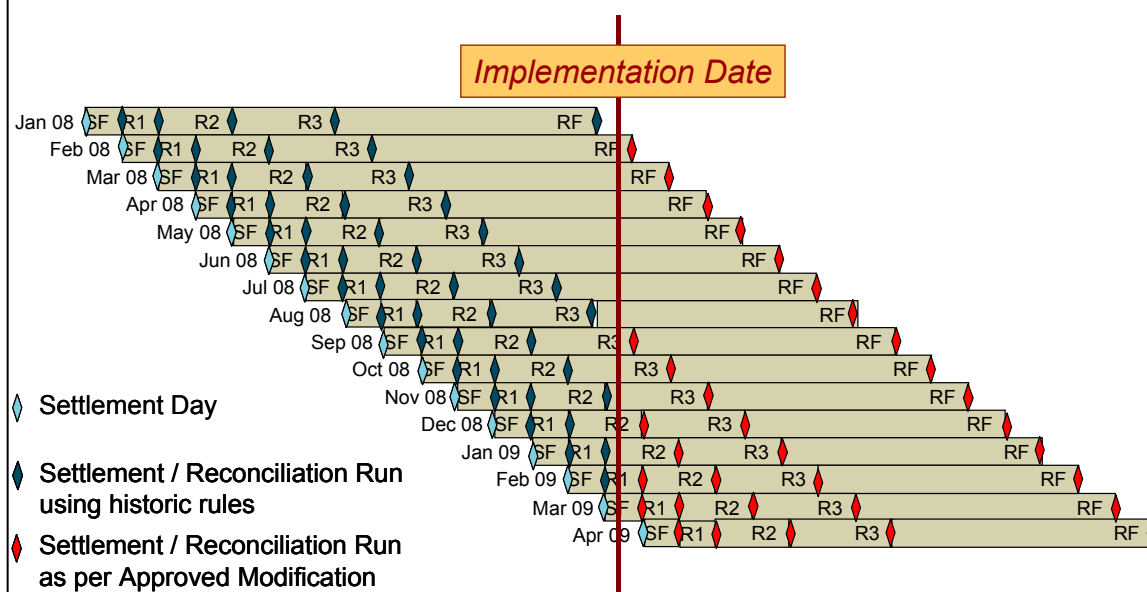 Implementation Date
Jan 08 SF R1 R2 R3 RF
Feb 08 SF R1 R2 R3 RF
Mar 08 SF R1 R2 R3 RF
Apr 08 SF R1 R2 R3 RF
May 08 SF R1 R2 R3 RF
Jun 08 SF R1 R2 R3 RF
Jul 08 SF R1 R2 R3 RF
Aug 08 SF R1 R2 R3 RF
Sep 08 SF R1 R2 R3 RF
Oct 08 SF R1 R2 R3 RF
Nov 08 SF R1 R2 R3 RF
Dec 08 SF R1 R2 R3 RF
Jan 09 SF R1 R2 R3 RF
Feb 09 SF R1 R2 R3 RF
Mar 09 SF R1 R2 R3 RF
Apr 09 SF R1 R2 R3 RF
Settlement Day
Settlement / Reconciliation Run
using historic rules
Settlement / Reconciliation Run
as per Approved Modification